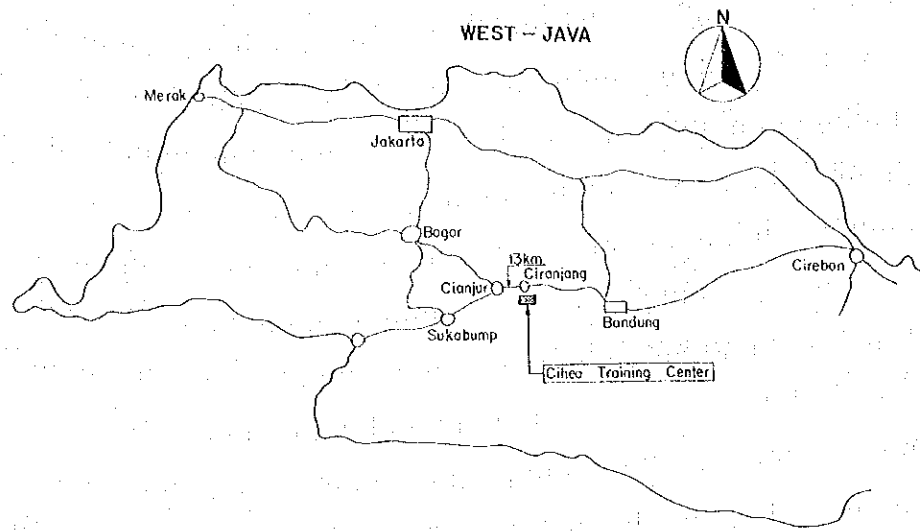 WEST - JAVA
N
Merak
Jakarta
Bogor
13km.
Ciranjang
Cianjur
Cirebon
Sukabump
Bandung
Cihea Training Center